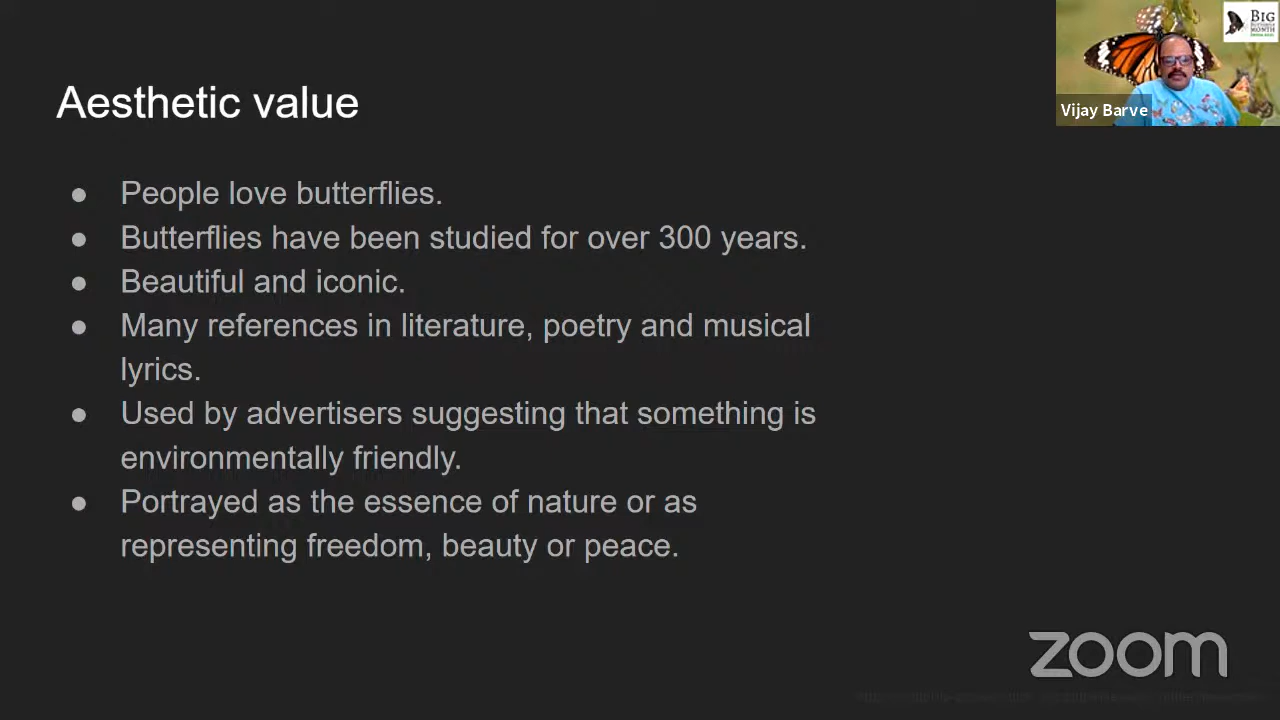 Aesthetic value
● People love butterflies.
● Butterflies have been studied for over 300 years.
● Beautiful and iconic.
● Many references in literature, poetry and musical
lyrics.
● Used by advertisers suggesting that something is
environmentally friendly.
● Portrayed as the essence of nature or as
representing freedom, beauty or peace.
BIG
MONTH
Vijay Barve
zoom